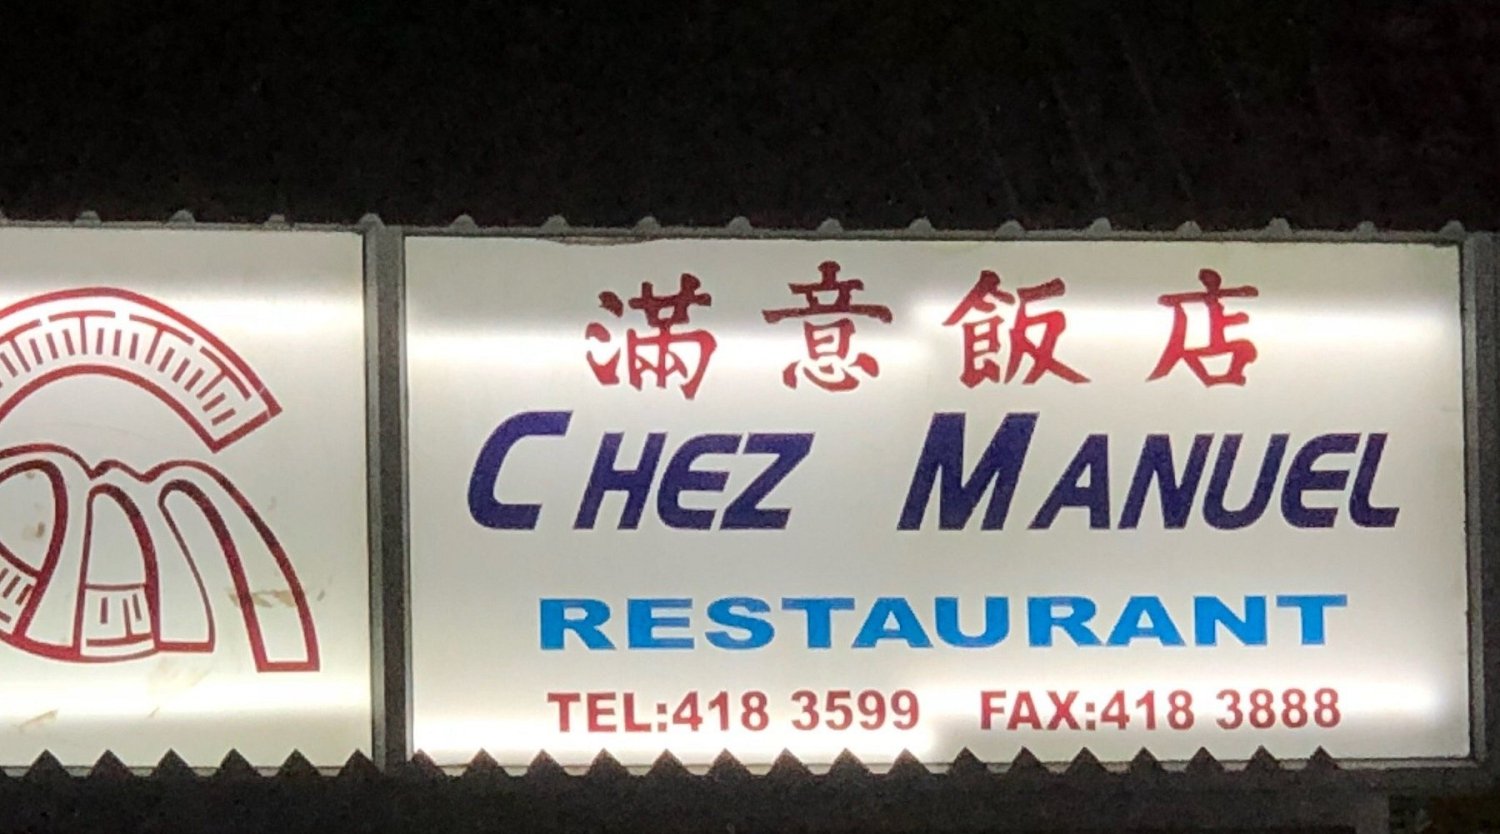 滿意飯店
CHEZ MANUEL
RESTAURANT
TEL:418 3599 FAX:418 3888